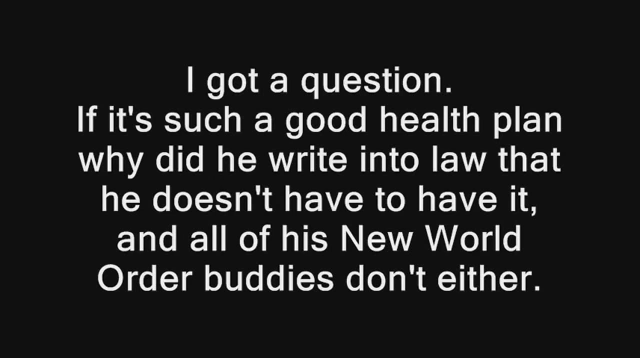 I got a question.
If it's such a good health plan
why did he write into law that
he doesn't have to have it,
and all of his New World
Order buddies don't either.